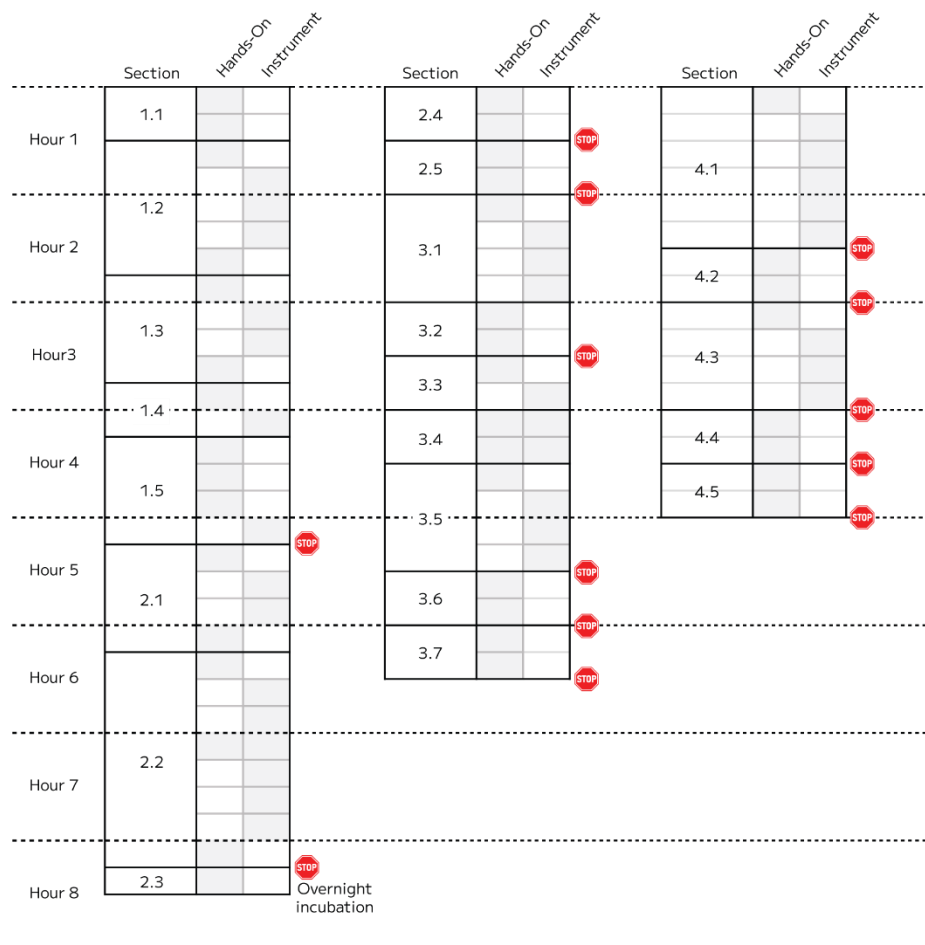 Section Hands-On Instrument Section Hands-On Instrument Section Hands-On Instrument
1.1 2.4
Hour 1 STOP
2.5 4.1
STOP
1.2
Hour 2 3.1 STOP
4.2
STOP
1.3 3.2
Hour3 STOP 4.3
3.3
1.4 STOP
3.4 4.4
Hour 4 STOP
1.5 4.5
3.5 STOP
STOP
Hour 5 STOP
2.1 3.6
STOP
3.7
Hour 6 STOP
2.2
Hour 7
STOP
2.3
Hour 8 Overnight
incubation